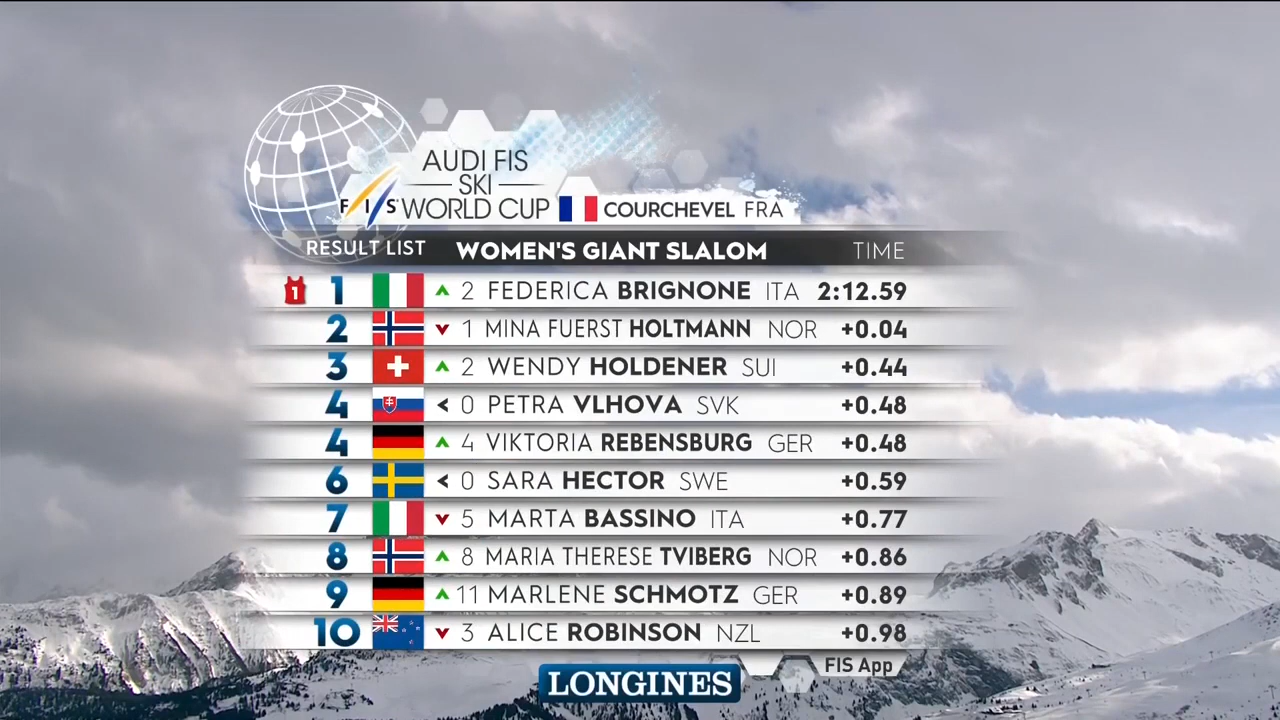 AUDI FIS
SKI
FIS WORLD CUP COURCHEVEL FRA
RESULT LIST WOMEN'S GIANT SLALOM TIME
1 1 2 FEDERICA BRIGNONE ITA 2:12.59
2 1 MINA FUERST HOLTMANN NOR +0.04
3 2 WENDY HOLDENER SUI +0.44
4 < 0 PETRA VLHOVA SVK +0.48
4 4 VIKTORIA REBENSBURG GER +0.48
6 < 0 SARA HECTOR SWE +0.59
7 5 MARTA BASSINO ITA +0.77
8 8 MARIA THERESE TVIBERG NOR +0.86
9 11 MARLENE SCHMOTZ GER +0.89
10 3 ALICE ROBINSON NZL +0.98
FIS App
LONGINES